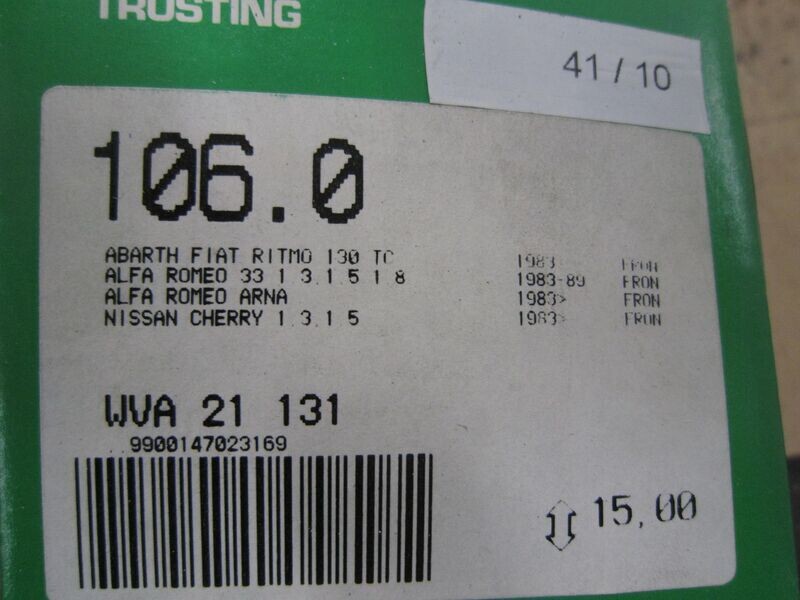 TRUSTING
41 / 10
106.0
ABARTH FIAT RITMO 130 TC 1983> FRON
ALFA ROMEO 33 1.3,1.5 1.8 1983-89 FRON
ALFA ROMEO ARNA 1983> FRON
NISSAN CHERRY 1.3,1.5 1983> FRON
WVA 21 131
9900147023169
15,00